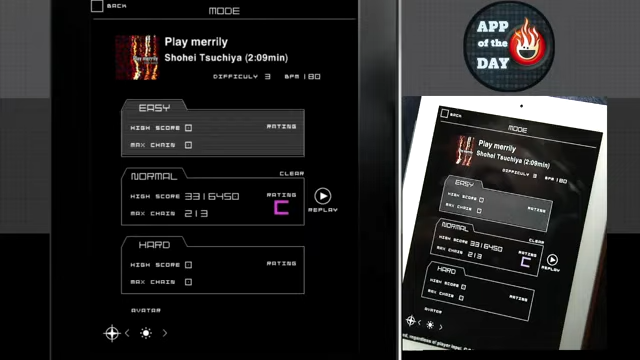 BACK
MODE
Play merrily
Shohei Tsuchiya (2:09min)
DIFFICULY 3 BPM 180
EASY
HIGH SCORE 0
RATING
MAX CHAIN 0
CLEAR
NORMAL
HIGH SCORE 3316450
RATING
C
MAX CHAIN 213
REPLAY
HARD
HIGH SCORE 0
RATING
MAX CHAIN 0
AVATAR
APP
of the
DAY
BACK
MODE
Play merrily
Shohei Tsuchiya (2:09min)
DIFFICULY 3 BPM 180
EASY
HIGH SCORE 0
RATING
MAX CHAIN 0
CLEAR
NORMAL
HIGH SCORE 3316450
RATING
C
MAX CHAIN 213
REPLAY
HARD
HIGH SCORE 0
RATING
MAX CHAIN 0
AVATAR